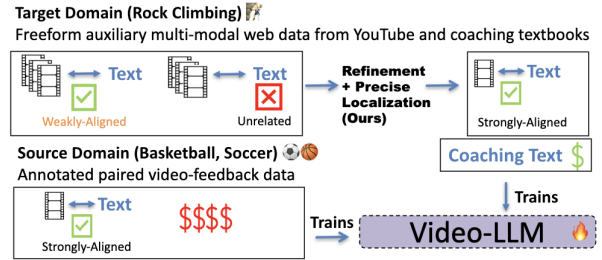 Target Domain (Rock Climbing)
Freeform auxiliary multi-modal web data from YouTube and coaching textbooks
Text
Weakly-Aligned
Text
Unrelated
Refinement
+ Precise
Localization
(Ours)
Text
Strongly-Aligned
Coaching Text $
Source Domain (Basketball, Soccer)
Annotated paired video-feedback data
Text
Strongly-Aligned
$$$$
Trains
Trains
Video-LLM